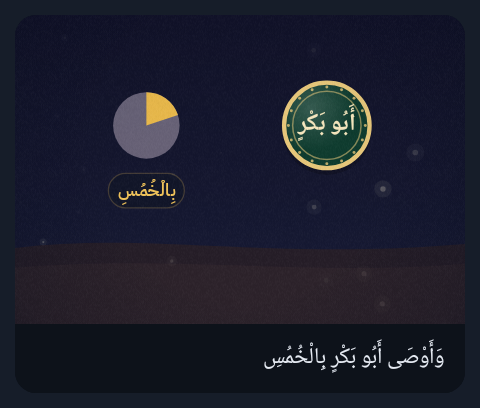 أَبُو بَكْرٍ
بِالْخُمُسِ
وَأَوْصَى أَبُو بَكْرٍ بِالْخُمُسِ